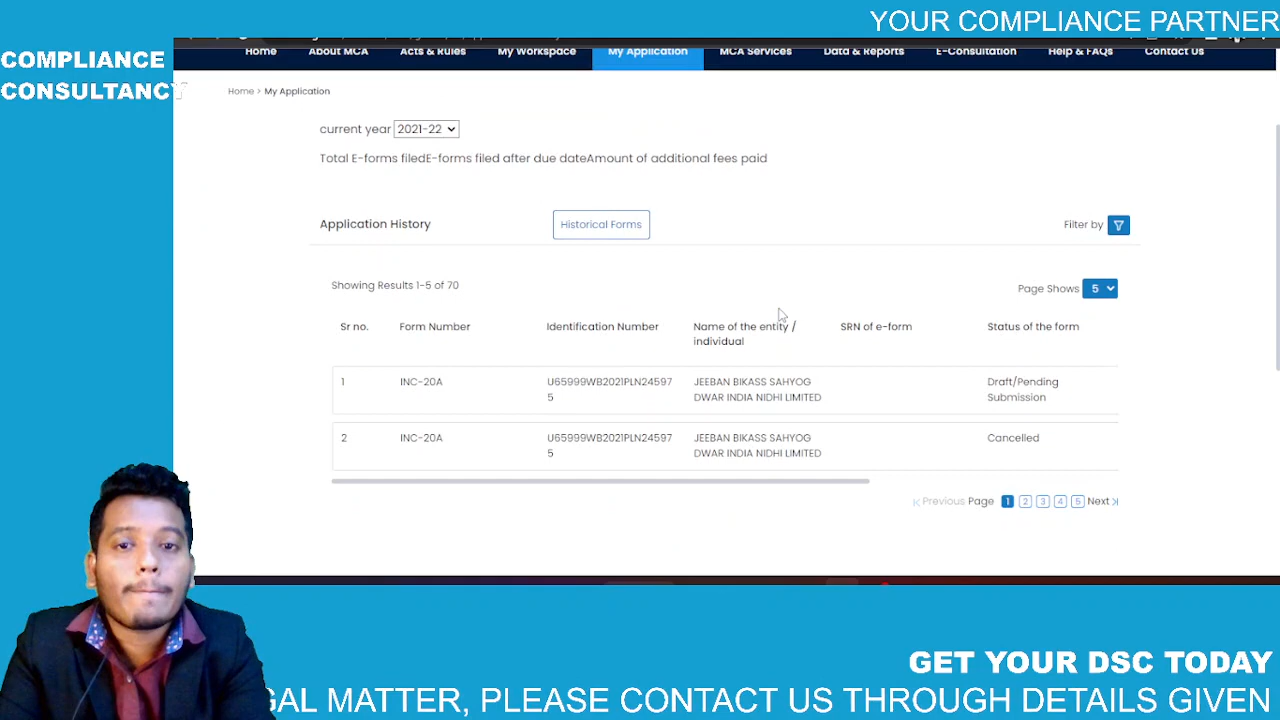 YOUR COMPLIANCE PARTNER
COMPLIANCE
CONSULTANCY
Home About MCA Acts & Rules My Workspace My Application MCA Services Data & Reports E-Consultation Help & FAQs Contact Us
Home > My Application
current year 2021-22
Total E-forms filedE-forms filed after due dateAmount of additional fees paid
Application History Historical Forms Filter by
Showing Results 1-5 of 70 Page Shows 5
Sr no. Form Number Identification Number Name of the entity / SRN of e-form Status of the form
individual
1 INC-20A U65999WB2021PLN24597 JEEBAN BIKASS SAHYOG Draft/Pending
5 DWAR INDIA NIDHI LIMITED Submission
2 INC-20A U65999WB2021PLN24597 JEEBAN BIKASS SAHYOG Cancelled
5 DWAR INDIA NIDHI LIMITED
Previous Page 1 2 3 4 5 Next
GET YOUR DSC TODAY
GAL MATTER, PLEASE CONTACT US THROUGH DETAILS GIVEN